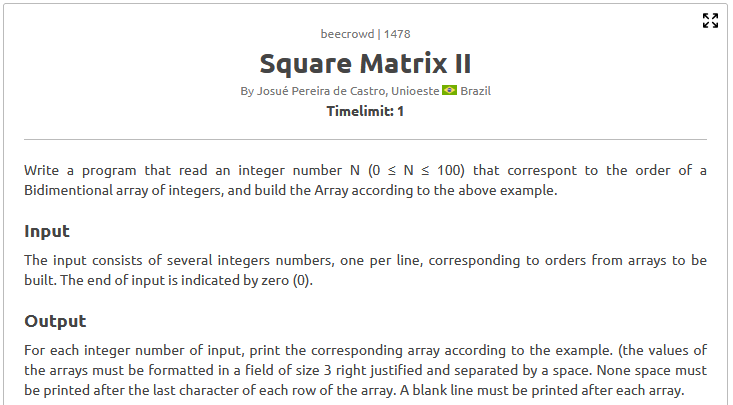 beecrowd | 1478
Square Matrix II
By Josué Pereira de Castro, Unioeste Brazil
Timelimit: 1
Write a program that read an integer number N (0 ≤ N ≤ 100) that correspont to the order of a
Bidimentional array of integers, and build the Array according to the above example.
Input
The input consists of several integers numbers, one per line, corresponding to orders from arrays to be
built. The end of input is indicated by zero (0).
Output
For each integer number of input, print the corresponding array according to the example. (the values of
the arrays must be formatted in a field of size 3 right justified and separated by a space. None space must
be printed after the last character of each row of the array. A blank line must be printed after each array.